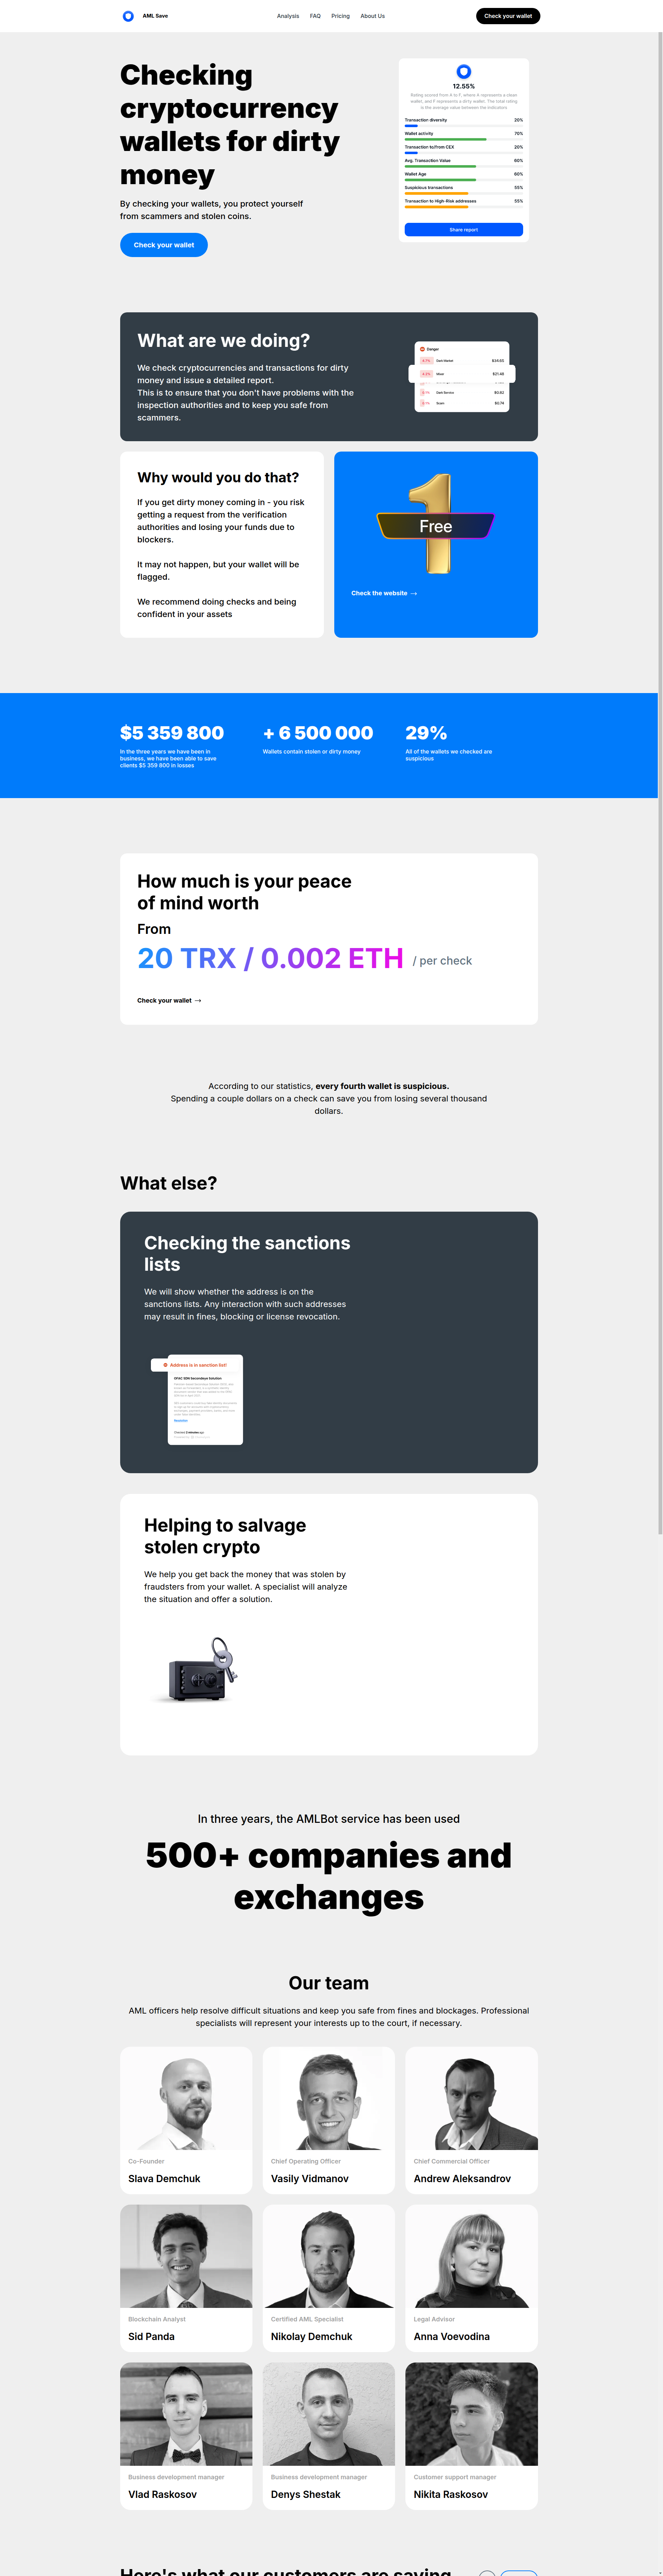 AML Save
Analysis
FAQ
Pricing
About Us
Check your wallet
Checking
cryptocurrency
wallets for dirty
money
By checking your wallets, you protect yourself
from scammers and stolen coins.
Check your wallet
12.55%
Rating scored from A to F, where A represents a clean
wallet, and F represents a dirty wallet. The total rating
is the average value between the indicators.
Transaction diversity 20%
Wallet activity 70%
Transaction to/from CEX 20%
Avg. Transaction Value 60%
Wallet Age 60%
Suspicious transactions 55%
Transaction to High-Risk addresses 55%
Share report
What are we doing?
We check cryptocurrencies and transactions for dirty
money and issue a detailed report.
This is to ensure that you don't have problems with the
inspection authorities and to keep you safe from
scammers.
Danger
Dark Market $34.65
Mixer $21.48
Dark Service $0.82
Scam $0.74
Why would you do that?
If you get dirty money coming in - you risk
getting a request from the verification
authorities and losing your funds due to
blockers.
It may not happen, but your wallet will be
flagged.
We recommend doing checks and being
confident in your assets
1
Free
Check the website →
$5 359 800
In the three years we have been in
business, we have been able to save
clients $5 359 800 in losses
+ 6 500 000
Wallets contain stolen or dirty money
29%
All of the wallets we checked are
suspicious
How much is your peace
of mind worth
From
20 TRX / 0.002 ETH / per check
Check your wallet →
According to our statistics, every fourth wallet is suspicious.
Spending a couple dollars on a check can save you from losing several thousand
dollars.
What else?
Checking the sanctions
lists
We will show whether the address is on the
sanctions lists. Any interaction with such addresses
may result in fines, blocking or license revocation.
Address is in sanction list!
Helping to salvage
stolen crypto
We help you get back the money that was stolen by
fraudsters from your wallet. A specialist will analyze
the situation and offer a solution.
In three years, the AMLBot service has been used
500+ companies and
exchanges
Our team
AML officers help resolve difficult situations and keep you safe from fines and blockages. Professional
specialists will represent your interests up to the court, if necessary.
Co-Founder
Slava Demchuk
Chief Operating Officer
Vasily Vidmanov
Chief Commercial Officer
Andrew Aleksandrov
Blockchain Analyst
Sid Panda
Certified AML Specialist
Nikolay Demchuk
Legal Advisor
Anna Voevodina
Business development manager
Vlad Raskosov
Business development manager
Denys Shestak
Customer support manager
Nikita Raskosov
Here's what our customers are saying